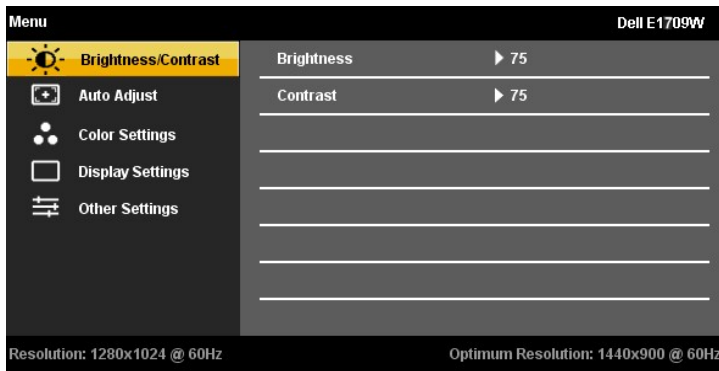 Menu Dell E1709W
Brightness/Contrast Brightness 75
Auto Adjust Contrast 75
Color Settings
Display Settings
Other Settings
Resolution: 1280x1024 @ 60Hz Optimum Resolution: 1440x900 @ 60Hz